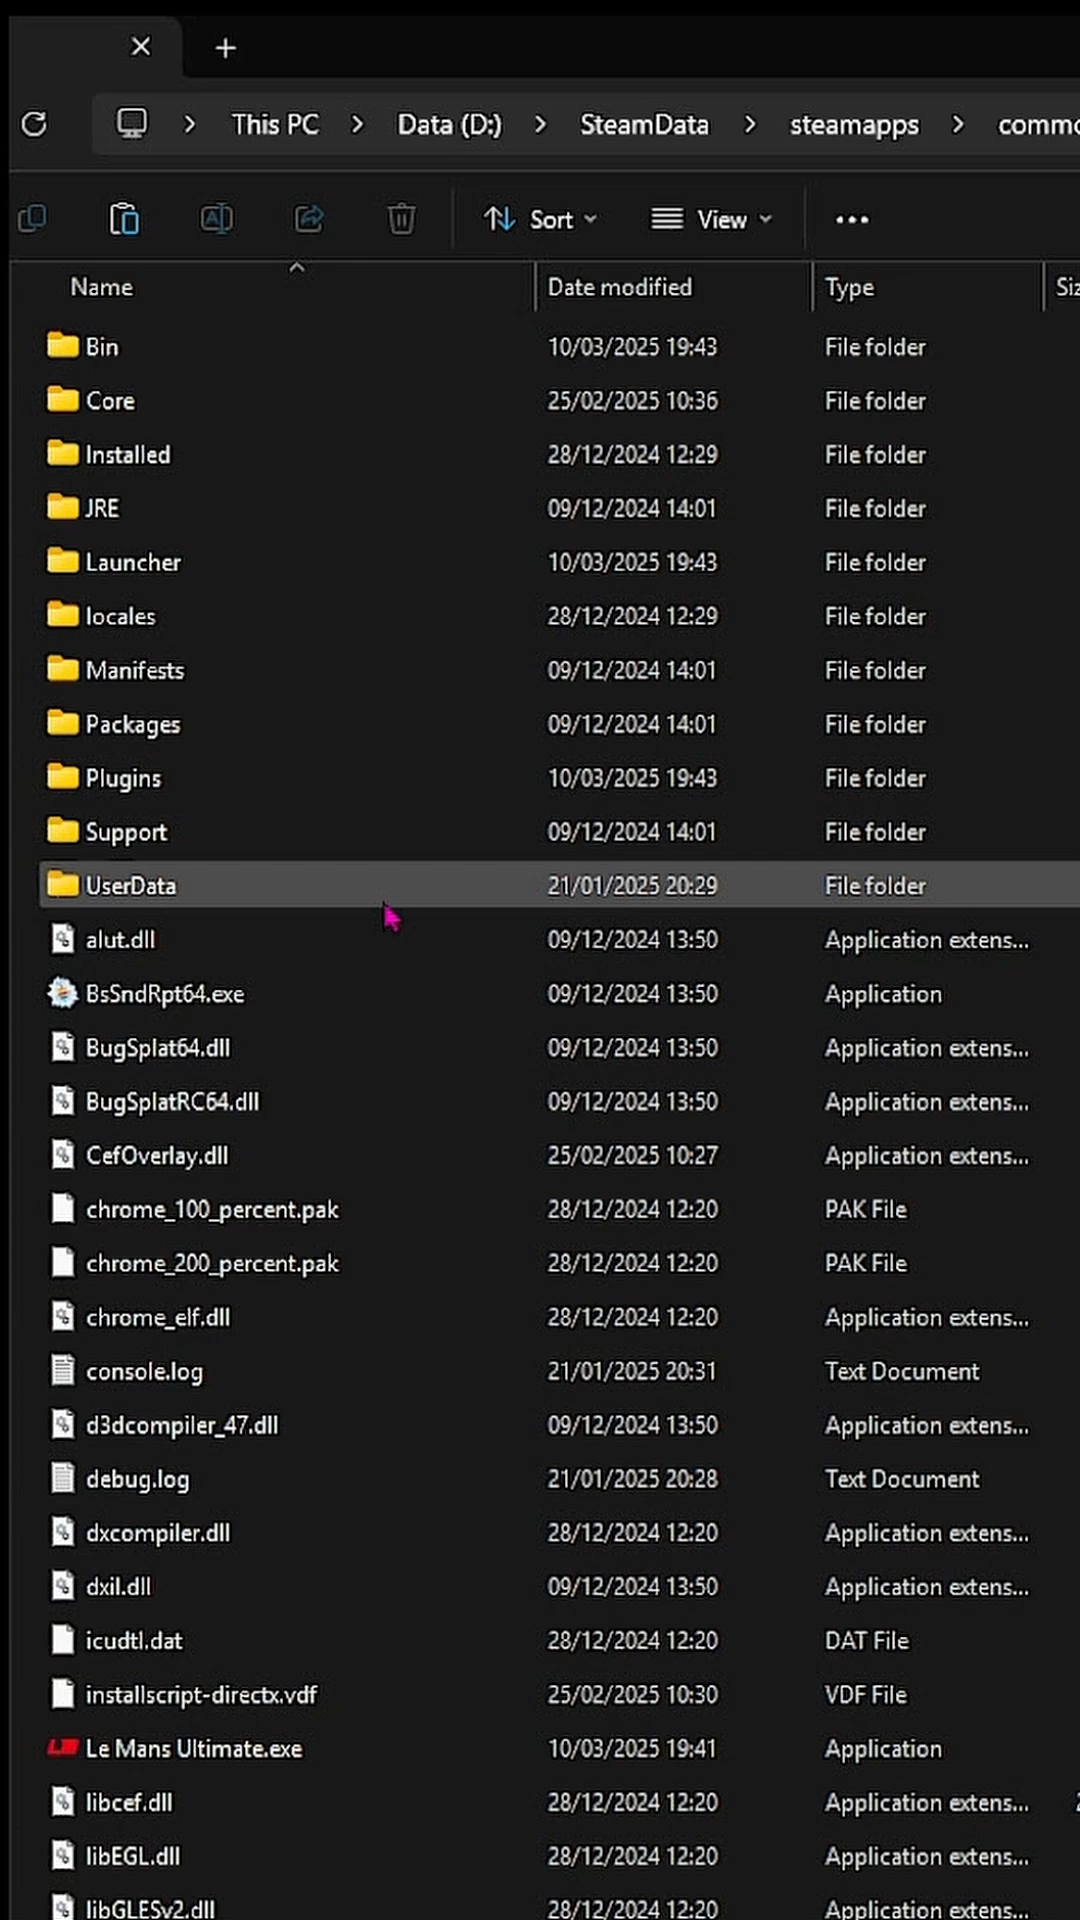 This PC > Data (D:) > SteamData > steamapps >
Sort View
Name Date modified Type
Bin 10/03/2025 19:43 File folder
Core 25/02/2025 10:36 File folder
Installed 28/12/2024 12:29 File folder
JRE 09/12/2024 14:01 File folder
Launcher 10/03/2025 19:43 File folder
locales 28/12/2024 12:29 File folder
Manifests 09/12/2024 14:01 File folder
Packages 09/12/2024 14:01 File folder
Plugins 10/03/2025 19:43 File folder
Support 09/12/2024 14:01 File folder
UserData 21/01/2025 20:29 File folder
alut.dll 09/12/2024 13:50 Application extens...
BsSndRpt64.exe 09/12/2024 13:50 Application
BugSplat64.dll 09/12/2024 13:50 Application extens...
BugSplatRC64.dll 09/12/2024 13:50 Application extens...
CefOverlay.dll 25/02/2025 10:27 Application extens...
chrome_100_percent.pak 28/12/2024 12:20 PAK File
chrome_200_percent.pak 28/12/2024 12:20 PAK File
chrome_elf.dll 28/12/2024 12:20 Application extens...
console.log 21/01/2025 20:31 Text Document
d3dcompiler_47.dll 09/12/2024 13:50 Application extens...
debug.log 21/01/2025 20:28 Text Document
dxcompiler.dll 28/12/2024 12:20 Application extens...
dxil.dll 09/12/2024 13:50 Application extens...
icudtl.dat 28/12/2024 12:20 DAT File
installscript-directx.vdf 25/02/2025 10:30 VDF File
Le Mans Ultimate.exe 10/03/2025 19:41 Application
libcef.dll 28/12/2024 12:20 Application extens...
libEGL.dll 28/12/2024 12:20 Application extens...
libGLESv2.dll 28/12/2024 12:20 Application extens...